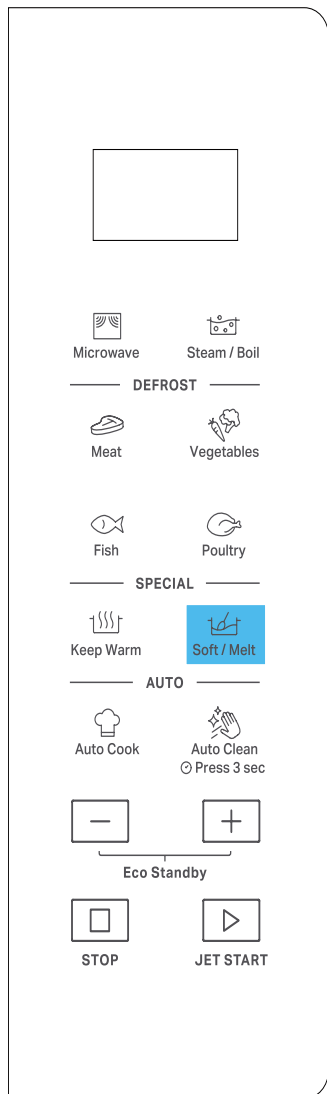 Microwave
Steam / Boil
DEFROST
Meat
Vegetables
Fish
Poultry
SPECIAL
Keep Warm
Soft / Melt
AUTO
Auto Cook
Auto Clean
Press 3 sec
Eco Standby
STOP
JET START